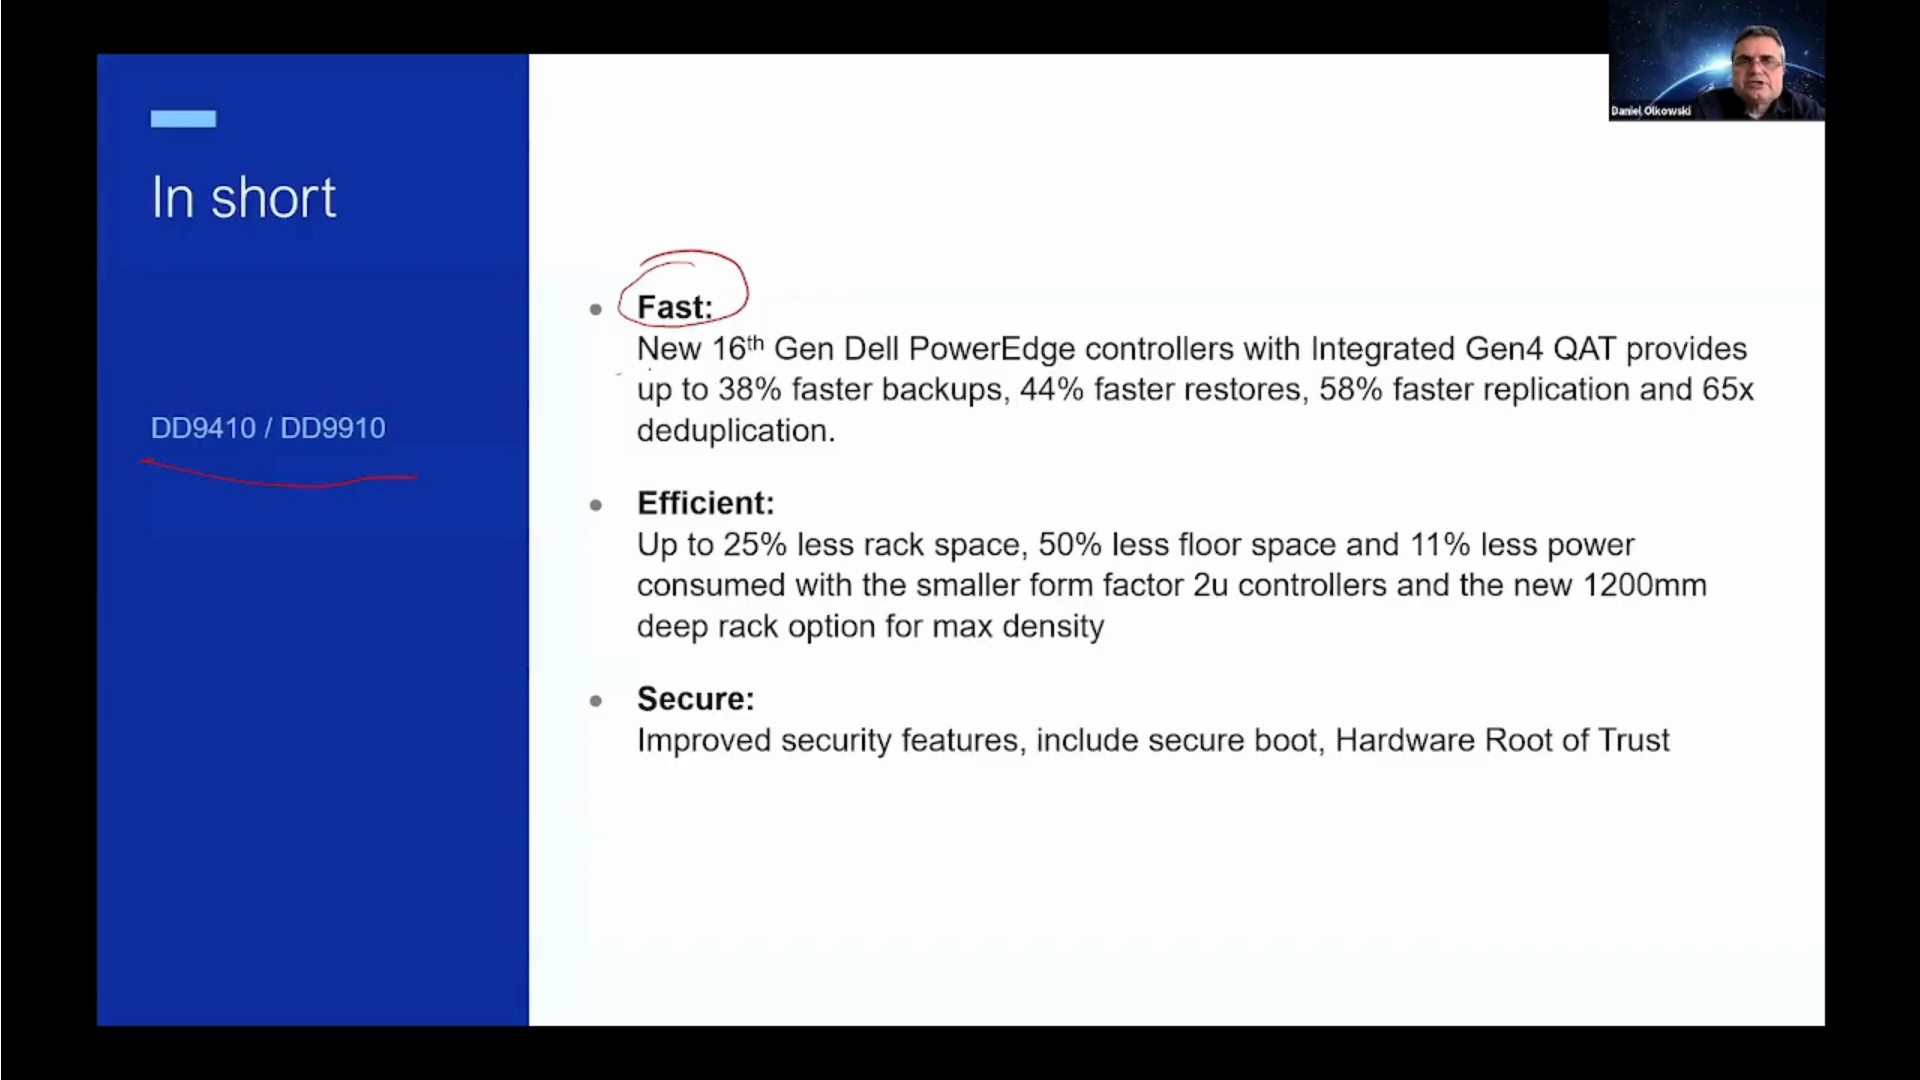 Daniel Olkowski
In short
DD9410 / DD9910
Fast:
New 16th Gen Dell PowerEdge controllers with Integrated Gen4 QAT provides
up to 38% faster backups, 44% faster restores, 58% faster replication and 65x
deduplication.
Efficient:
Up to 25% less rack space, 50% less floor space and 11% less power
consumed with the smaller form factor 2u controllers and the new 1200mm
deep rack option for max density
Secure:
Improved security features, include secure boot, Hardware Root of Trust